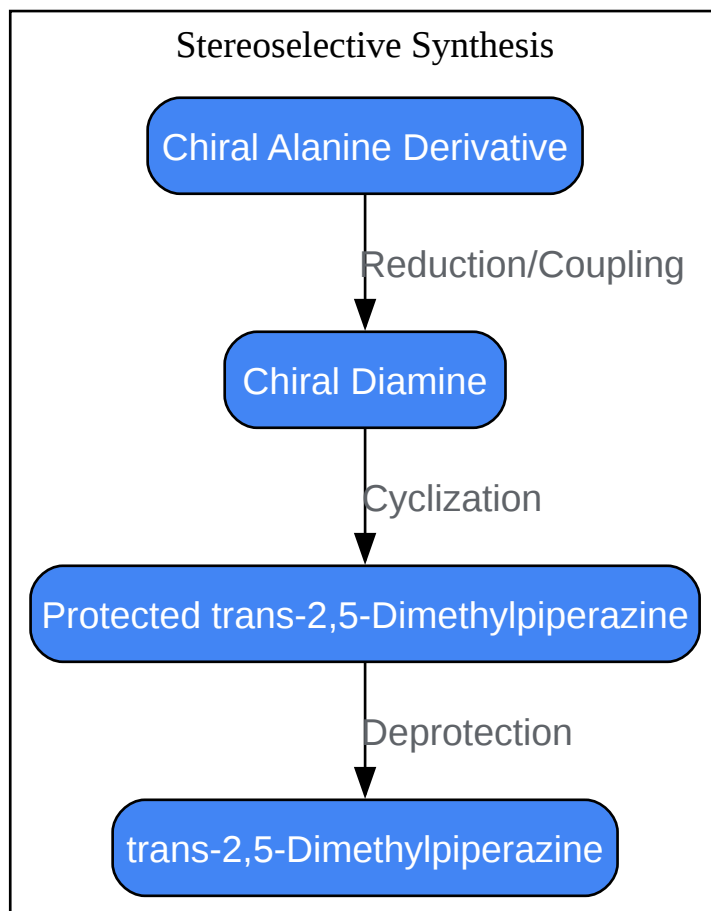 Stereoselective Synthesis
Chiral Alanine Derivative
Reduction/Coupling
Chiral Diamine
Cyclization
Protected trans-2,5-Dimethylpiperazine
Deprotection
trans-2,5-Dimethylpiperazine